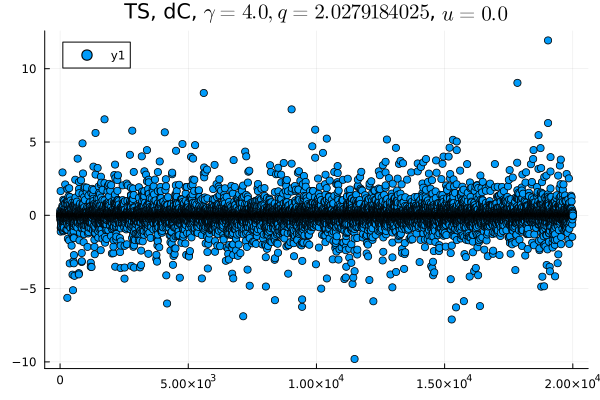 TS, dC, γ = 4.0, q = 2.0279184025, u = 0.0
y1
10
5
0
−5
−10
0 5.00×10³ 1.00×10⁴ 1.50×10⁴ 2.00×10⁴